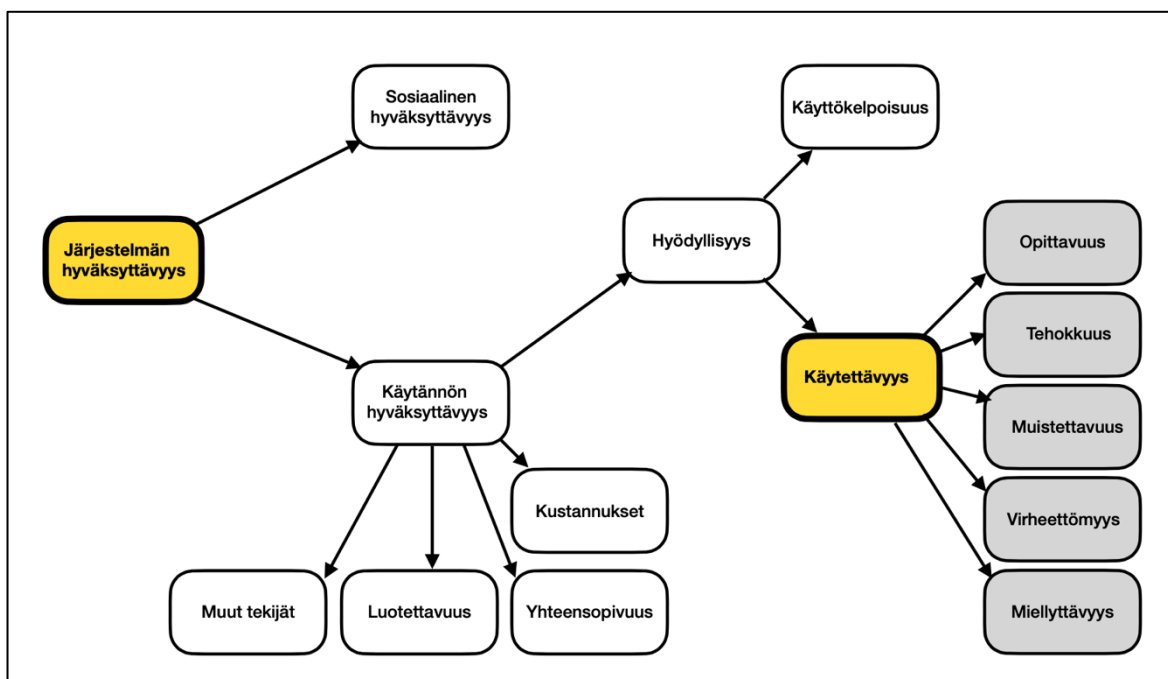 Sosiaalinen
hyväksyttävyys
Käyttökelpoisuus
Järjestelmän
hyväksyttävyys
Hyödyllisyys
Opittavuus
Tehokkuus
Käytettävyys
Käytännön
hyväksyttävyys
Muistettavuus
Kustannukset
Virheettömyys
Muut tekijät
Luotettavuus
Yhteensopivuus
Miellyttävyys